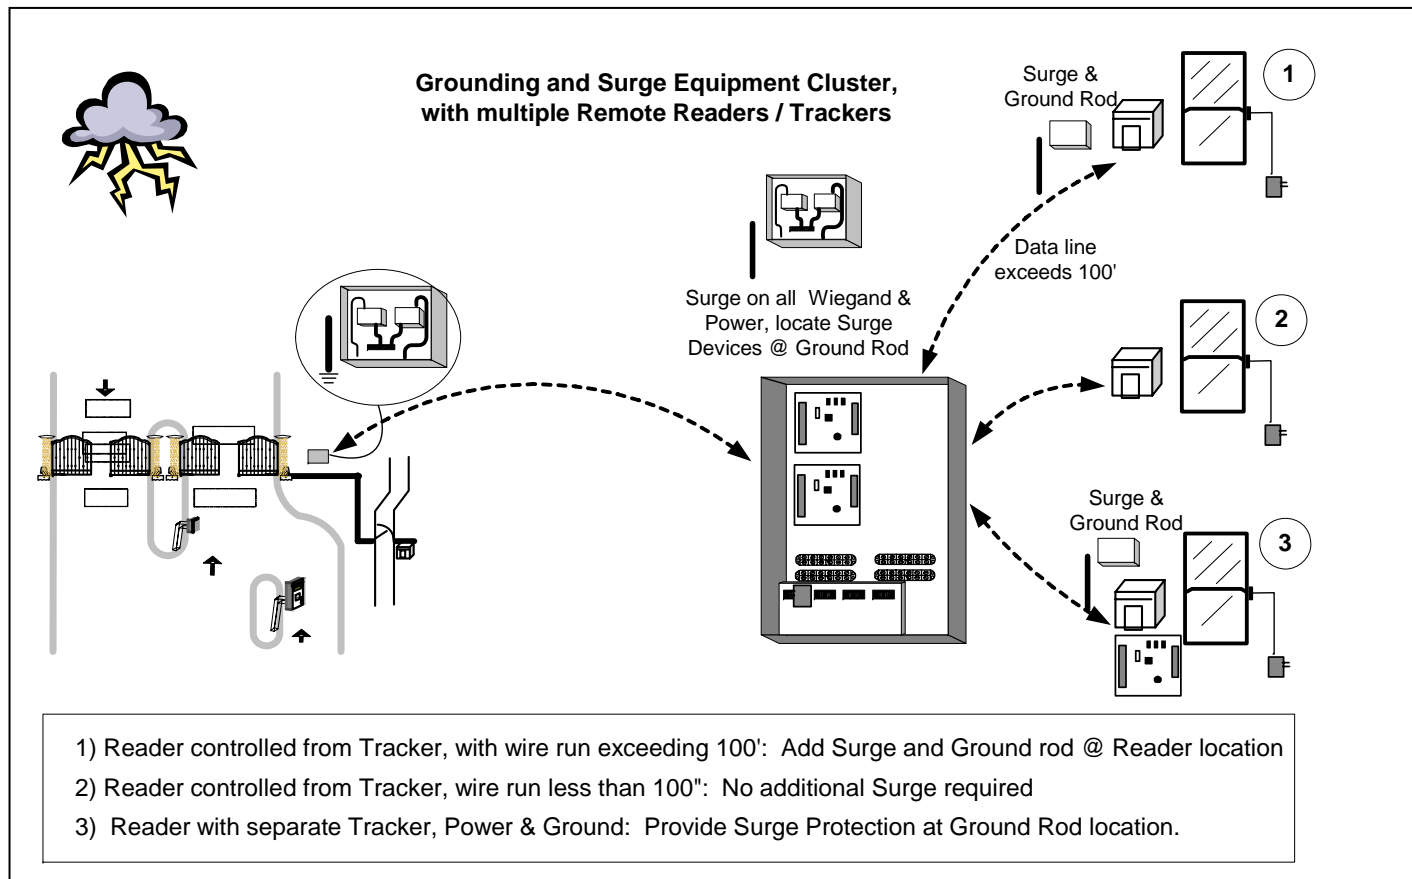 Grounding and Surge Equipment Cluster,
with multiple Remote Readers / Trackers
Surge &
Ground Rod
1
Data line
exceeds 100'
Surge on all Wiegand &
Power, locate Surge
Devices @ Ground Rod
2
Surge &
Ground Rod
3
1) Reader controlled from Tracker, with wire run exceeding 100': Add Surge and Ground rod @ Reader location
2) Reader controlled from Tracker, wire run less than 100": No additional Surge required
3) Reader with separate Tracker, Power & Ground: Provide Surge Protection at Ground Rod location.